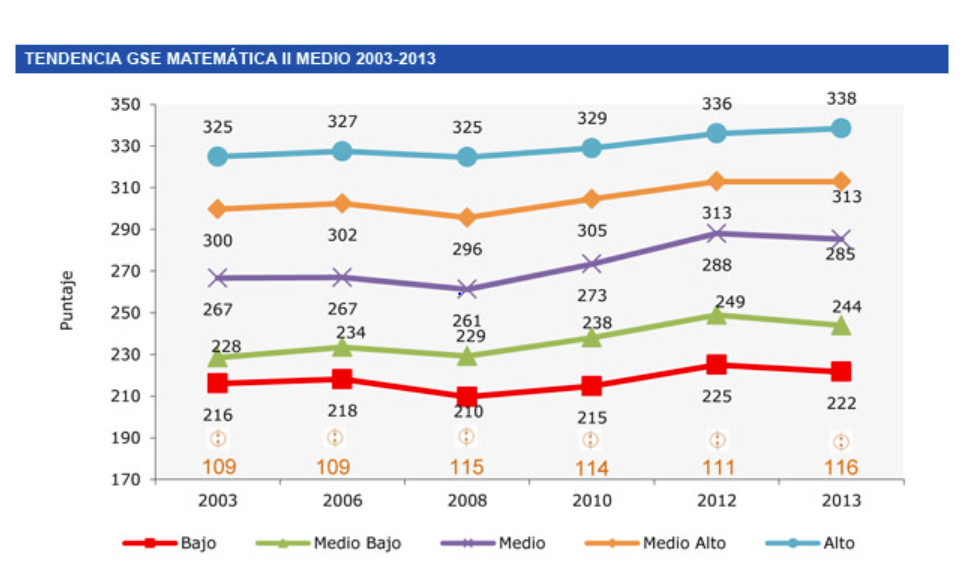 TENDENCIA GSE MATEMÁTICA II MEDIO 2003-2013
350
330
310
290
270
250
230
210
190
170
Puntaje
325 327 325 329 336 338
300 302 296 305 313 313
267 267 261 273 288 285
228 234 229 238 249 244
216 218 210 215 225 222
109 109 115 114 111 116
2003 2006 2008 2010 2012 2013
Bajo Medio Bajo Medio Medio Alto Alto